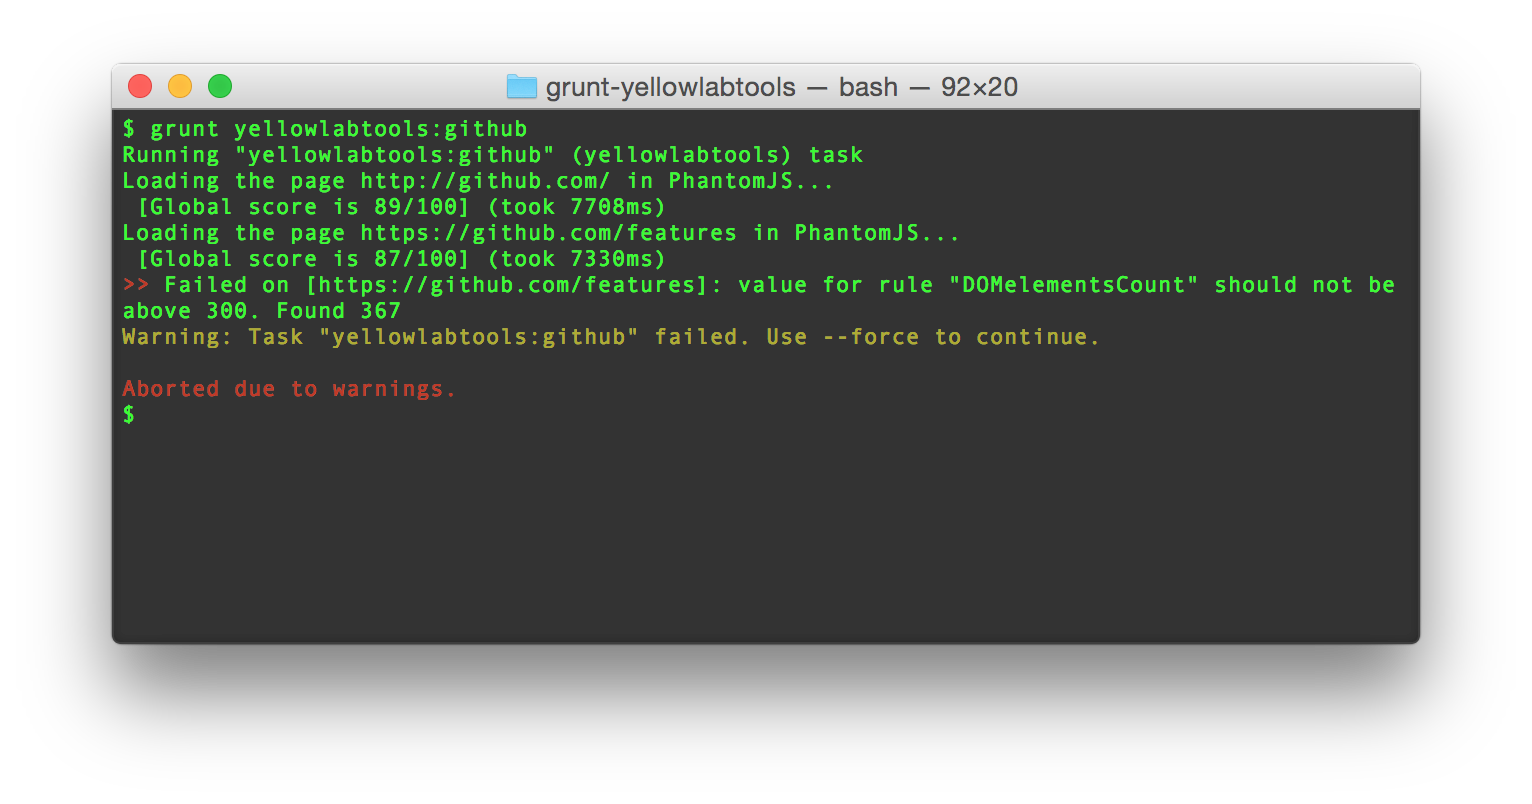 grunt-yellowlabtools — bash — 92×20
$ grunt yellowlabtools:github
Running "yellowlabtools:github" (yellowlabtools) task
Loading the page http://github.com/ in PhantomJS...
[Global score is 89/100] (took 7708ms)
Loading the page https://github.com/features in PhantomJS...
[Global score is 87/100] (took 7330ms)
>> Failed on [https://github.com/features]: value for rule "DOMelementsCount" should not be
above 300. Found 367
Warning: Task "yellowlabtools:github" failed. Use --force to continue.
Aborted due to warnings.
$